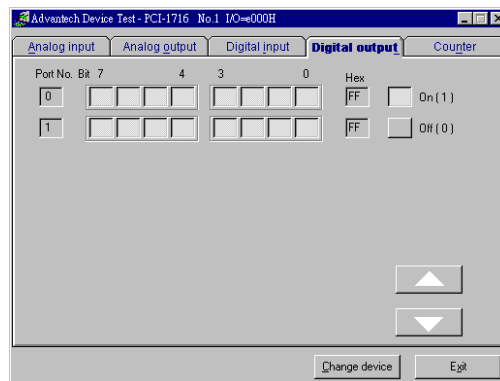 Advantech Device Test - PCI-1716 No.1 I/O=e000H
Analog input Analog output Digital input Digital output Counter
Port No. Bit 7 4 3 0 Hex
0 FF On ( 1 )
1 FF Off ( 0 )
Change device Exit